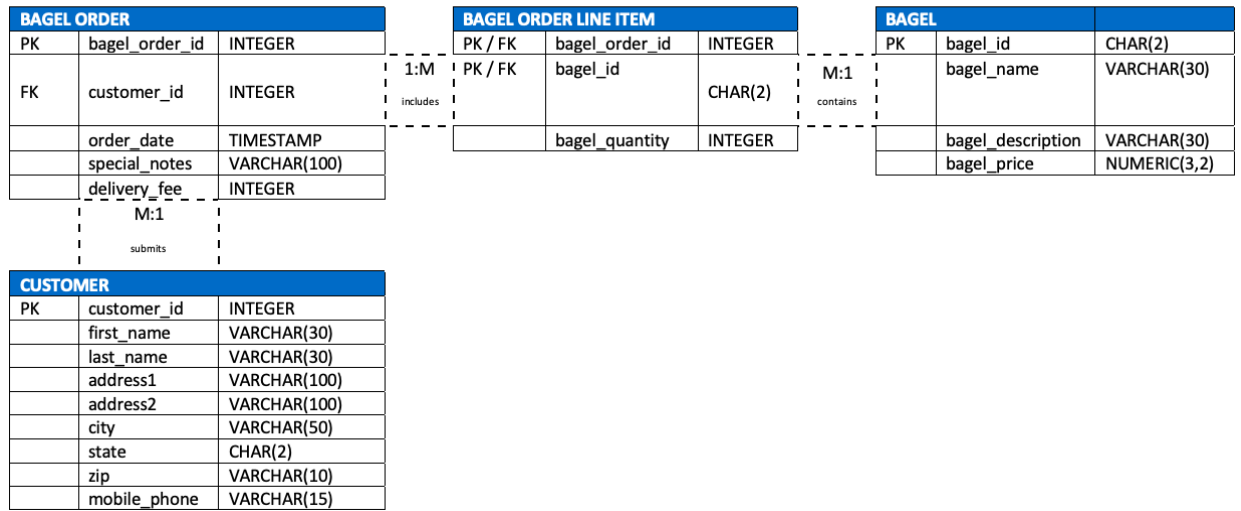 BAGEL ORDER
PK bagel_order_id INTEGER
FK customer_id INTEGER
order_date TIMESTAMP
special_notes VARCHAR(100)
delivery_fee INTEGER
1:M
includes
BAGEL ORDER LINE ITEM
PK / FK bagel_order_id INTEGER
PK / FK bagel_id CHAR(2)
bagel_quantity INTEGER
M:1
contains
BAGEL
PK bagel_id CHAR(2)
bagel_name VARCHAR(30)
bagel_description VARCHAR(30)
bagel_price NUMERIC(3,2)
M:1
submits
CUSTOMER
PK customer_id INTEGER
first_name VARCHAR(30)
last_name VARCHAR(30)
address1 VARCHAR(100)
address2 VARCHAR(100)
city VARCHAR(50)
state CHAR(2)
zip VARCHAR(10)
mobile_phone VARCHAR(15)